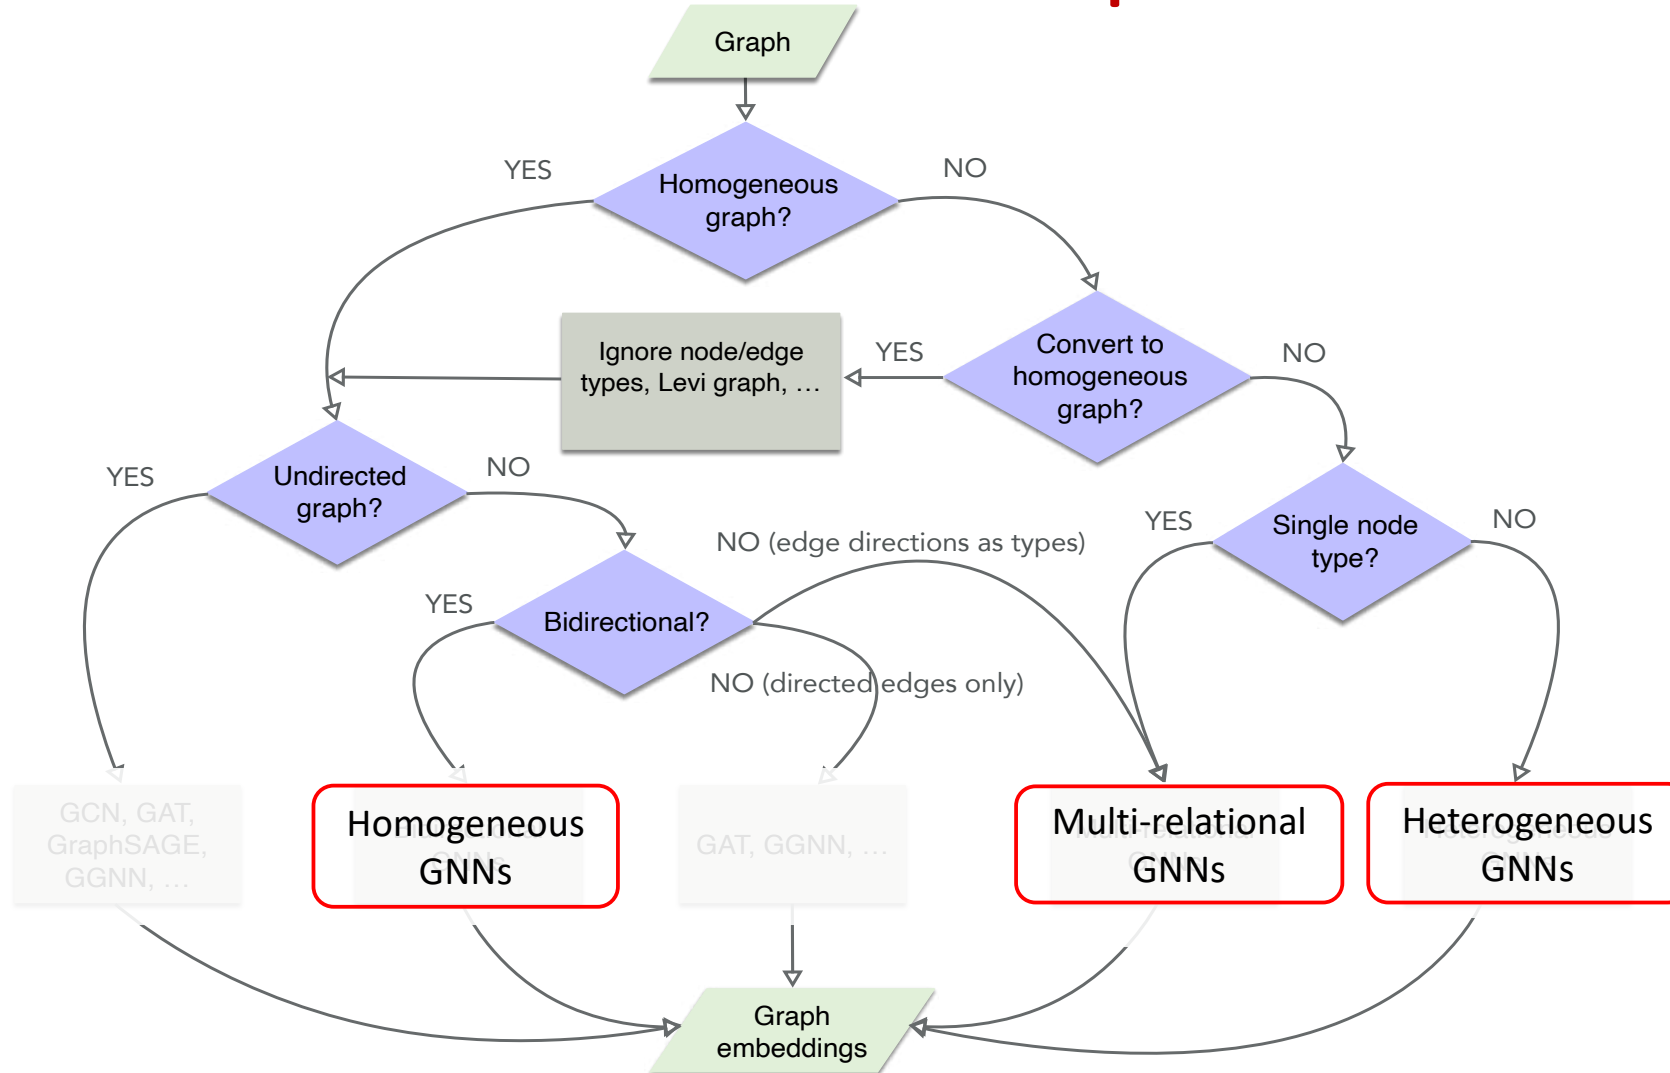 Graph
YES
NO
Homogeneous
graph?
Ignore node/edge
types, Levi graph, …
YES
Convert to
homogeneous
graph?
NO
YES
Undirected
graph?
NO
NO (edge directions as types)
YES
Single node
type?
NO
YES
Bidirectional?
NO (directed edges only)
GCN, GAT,
GraphSAGE,
GGNN, …
Homogeneous
GNNs
GAT, GGNN, …
Multi-relational
GNNs
Heterogeneous
GNNs
Graph
embeddings